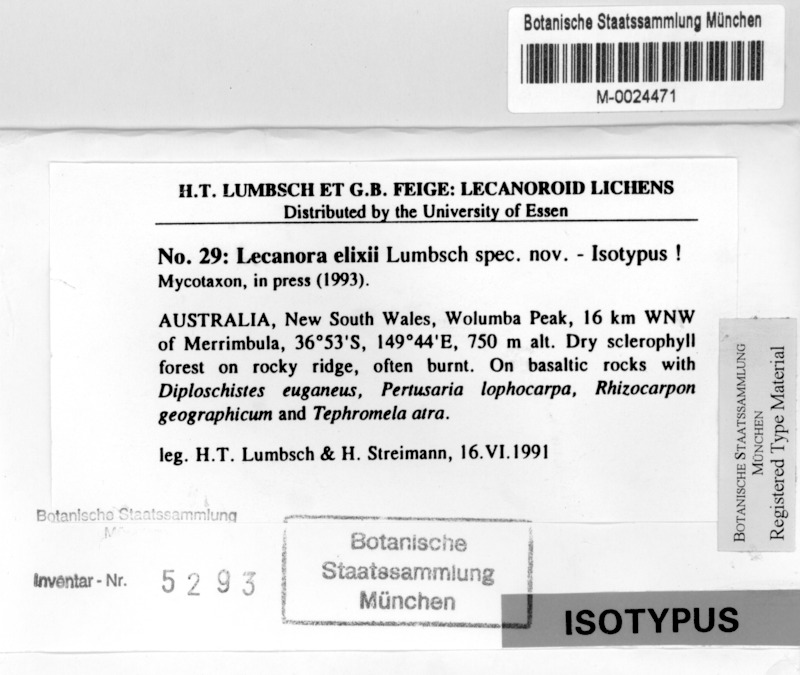 Botanische Staatssammlung München
M-0024471
H.T. LUMBSCH ET G.B. FEIGE: LECANOROID LICHENS
Distributed by the University of Essen
No. 29: Lecanora elixii Lumbsch spec. nov. - Isotypus !
Mycotaxon, in press (1993).
AUSTRALIA, New South Wales, Wolumba Peak, 16 km WNW
of Merrimbula, 36°53'S, 149°44'E, 750 m alt. Dry sclerophyll
forest on rocky ridge, often burnt. On basaltic rocks with
Diploschistes euganeus, Pertusaria lophocarpa, Rhizocarpon
geographicum and Tephromela atra.
leg. H.T. Lumbsch & H. Streimann, 16.VI.1991
BOTANISCHE STAATSSAMMLUNG
MÜNCHEN
Registered Type Material
Botanische Staatssammlung
Inventar - Nr. 5293
Botanische
Staatssammlung
München
ISOTYPUS